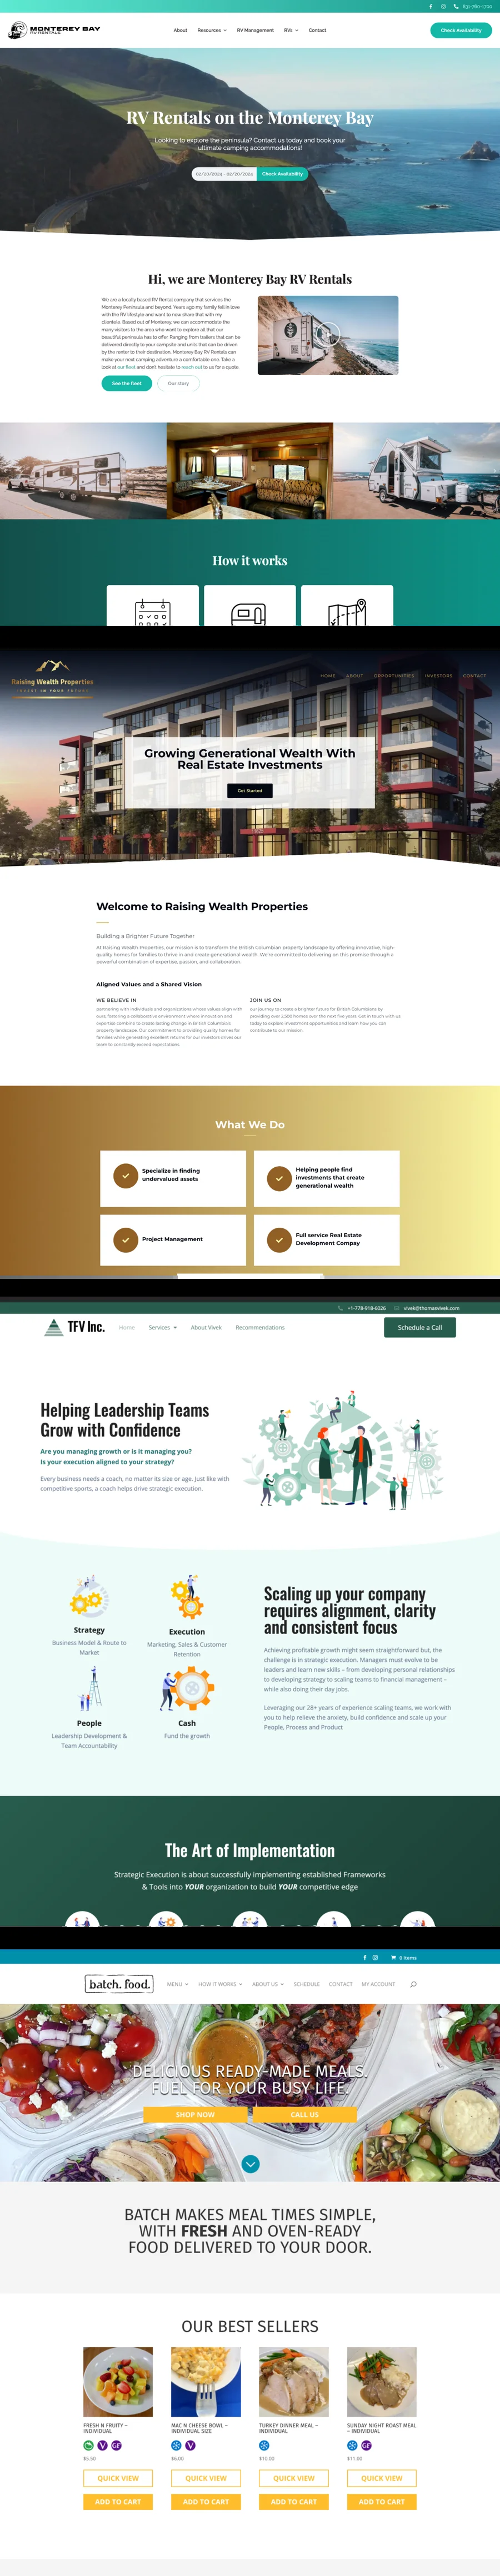 831-780-1700
MONTEREY BAY
RV RENTALS
About Resources RV Management RVs Contact
Check Availability
RV Rentals on the Monterey Bay
Looking to explore the peninsula? Contact us today and book your
ultimate camping accommodations!
02/20/2024 - 02/20/2024 Check Availability
Hi, we are Monterey Bay RV Rentals
We are a locally based RV Rental company that services the
Monterey Peninsula and beyond. Years ago my family fell in love
with the RV lifestyle and want to now share that with my
clientele. Based out of Monterey, we can accommodate the
many visitors to the area who want to explore all that our
beautiful peninsula has to offer. Ranging from trailers that can be
delivered directly to your campsite and units that can be driven
by the renter to their destination, Monterey Bay RV Rentals can
make your next camping adventure a comfortable one. Take a
look at our fleet and don't hesitate to reach out to us for a quote.
See the fleet Our story
How it works
Raising Wealth Properties
INVEST IN YOUR FUTURE
HOME ABOUT OPPORTUNITIES INVESTORS CONTACT
Growing Generational Wealth With
Real Estate Investments
Get Started
Welcome to Raising Wealth Properties
Building a Brighter Future Together
At Raising Wealth Properties, our mission is to transform the British Columbian property landscape by offering innovative, high-
quality homes for families to thrive in and create generational wealth. We're committed to delivering on this promise through a
powerful combination of expertise, passion, and collaboration.
Aligned Values and a Shared Vision
WE BELIEVE IN
partnering with individuals and organizations whose values align with
ours, fostering a collaborative environment where innovation and
expertise combine to create lasting change in British Columbia's
property landscape. Our commitment to providing quality homes for
families while generating excellent returns for our investors drives our
team to constantly exceed expectations.
JOIN US ON
our journey to create a brighter future for British Columbians by
providing over 2,500 homes over the next five years. Get in touch with us
today to explore investment opportunities and learn how you can
contribute to our mission.
What We Do
Specialize in finding
undervalued assets
Helping people find
investments that create
generational wealth
Project Management
Full service Real Estate
Development Compay
+1-778-918-6026 vivek@thomasvivek.com
TFV Inc.
Home Services About Vivek Recommendations
Schedule a Call
Helping Leadership Teams
Grow with Confidence
Are you managing growth or is it managing you?
Is your execution aligned to your strategy?
Every business needs a coach, no matter its size or age. Just like with
competitive sports, a coach helps drive strategic execution.
Strategy
Business Model & Route to
Market
Execution
Marketing, Sales & Customer
Retention
People
Leadership Development &
Team Accountability
Cash
Fund the growth
Scaling up your company
requires alignment, clarity
and consistent focus
Achieving profitable growth might seem straightforward but, the
challenge is in strategic execution. Managers must evolve to be
leaders and learn new skills – from developing personal relationships
to developing strategy to scaling teams to financial management –
while also doing their day jobs.
Leveraging our 28+ years of experience scaling teams, we work with
you to help relieve the anxiety, build confidence and scale up your
People, Process and Product
The Art of Implementation
Strategic Execution is about successfully implementing established Frameworks
& Tools into YOUR organization to build YOUR competitive edge
0 Items
batch. food.
MENU HOW IT WORKS ABOUT US SCHEDULE CONTACT MY ACCOUNT
DELICIOUS READY-MADE MEALS.
FUEL FOR YOUR BUSY LIFE.
SHOP NOW CALL US
BATCH MAKES MEAL TIMES SIMPLE,
WITH FRESH AND OVEN-READY
FOOD DELIVERED TO YOUR DOOR.
OUR BEST SELLERS
FRESH N FRUITY –
INDIVIDUAL
V GF
$5.50
QUICK VIEW
ADD TO CART
MAC N CHEESE BOWL –
INDIVIDUAL SIZE
V
$6.00
QUICK VIEW
ADD TO CART
TURKEY DINNER MEAL –
INDIVIDUAL
$10.00
QUICK VIEW
ADD TO CART
SUNDAY NIGHT ROAST MEAL
– INDIVIDUAL
GF
$11.00
QUICK VIEW
ADD TO CART